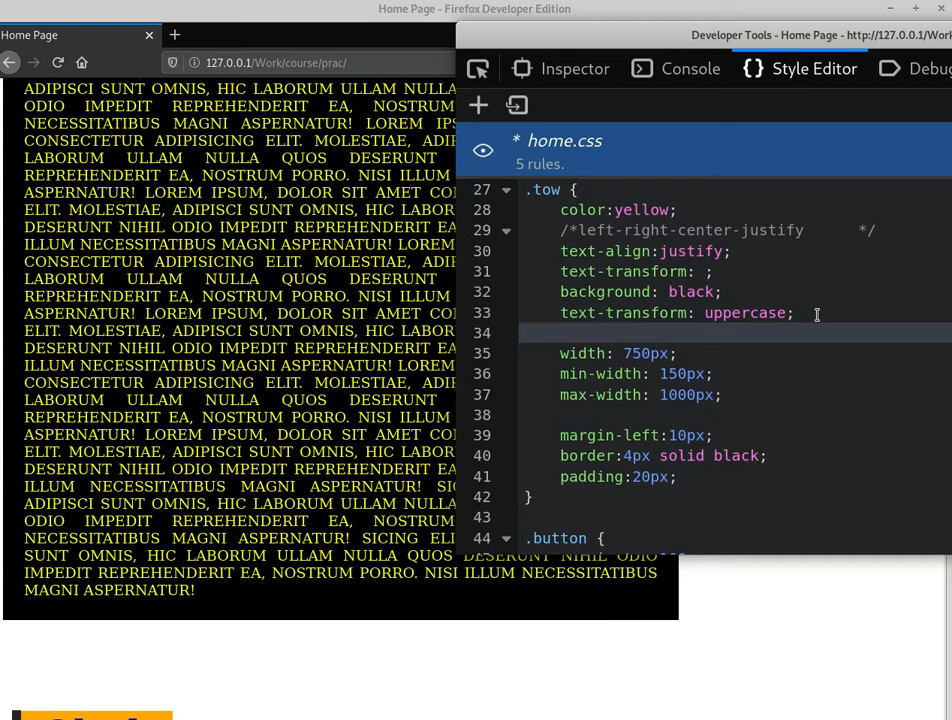 Home Page - Firefox Developer Edition
Home Page
Developer Tools - Home Page - http://127.0.0.1/Work
127.0.0.1/Work/course/prac/
Inspector
Console
Style Editor
Debug
ADIPISCI SUNT OMNIS, HIC LABORUM ULLAM NULLA
ODIO IMPEDIT REPREHENDERIT EA, NOSTRUM
NECESSITATIBUS MAGNI ASPERNATUR! LOREM IPS
CONSECTETUR ADIPISICING ELIT. MOLESTIAE, ADIP
LABORUM ULLAM NULLA QUOS DESERUNT
REPREHENDERIT EA, NOSTRUM PORRO. NISI ILLUM
ASPERNATUR! LOREM IPSUM, DOLOR SIT AMET CO
ELIT. MOLESTIAE, ADIPISCI SUNT OMNIS, HIC LABOR
DESERUNT NIHIL ODIO IMPEDIT REPREHENDERIT E
ILLUM NECESSITATIBUS MAGNI ASPERNATUR! LOREM
CONSECTETUR ADIPISICING ELIT. MOLESTIAE, ADIP
LABORUM ULLAM NULLA QUOS DESERUNT
REPREHENDERIT EA, NOSTRUM PORRO. NISI ILLUM
ASPERNATUR! LOREM IPSUM, DOLOR SIT AMET CO
ELIT. MOLESTIAE, ADIPISCI SUNT OMNIS, HIC LABOR
DESERUNT NIHIL ODIO IMPEDIT REPREHENDERIT E
ILLUM NECESSITATIBUS MAGNI ASPERNATUR! LOREM
CONSECTETUR ADIPISICING ELIT. MOLESTIAE, ADIP
LABORUM ULLAM NULLA QUOS DESERUNT
REPREHENDERIT EA, NOSTRUM PORRO. NISI ILLUM
ASPERNATUR! LOREM IPSUM, DOLOR SIT AMET CO
ELIT. MOLESTIAE, ADIPISCI SUNT OMNIS, HIC LABOR
DESERUNT NIHIL ODIO IMPEDIT REPREHENDERIT E
ILLUM NECESSITATIBUS MAGNI ASPERNATUR! SIC
ADIPISCI SUNT OMNIS, HIC LABORUM ULLAM NULLA
ODIO IMPEDIT REPREHENDERIT EA, NOSTRUM
NECESSITATIBUS MAGNI ASPERNATUR! SICING ELIT
SUNT OMNIS, HIC LABORUM ULLAM NULLA QUOS DESERUNT NIHIL ODIO
IMPEDIT REPREHENDERIT EA, NOSTRUM PORRO. NISI ILLUM NECESSITATIBUS
MAGNI ASPERNATUR!
* home.css
5 rules.
27 .tow {
28 color:yellow;
29 /*left-right-center-justify */
30 text-align:justify;
31 text-transform: ;
32 background: black;
33 text-transform: uppercase;
34
35 width: 750px;
36 min-width: 150px;
37 max-width: 1000px;
38
39 margin-left:10px;
40 border:4px solid black;
41 padding:20px;
42 }
43
44 .button {